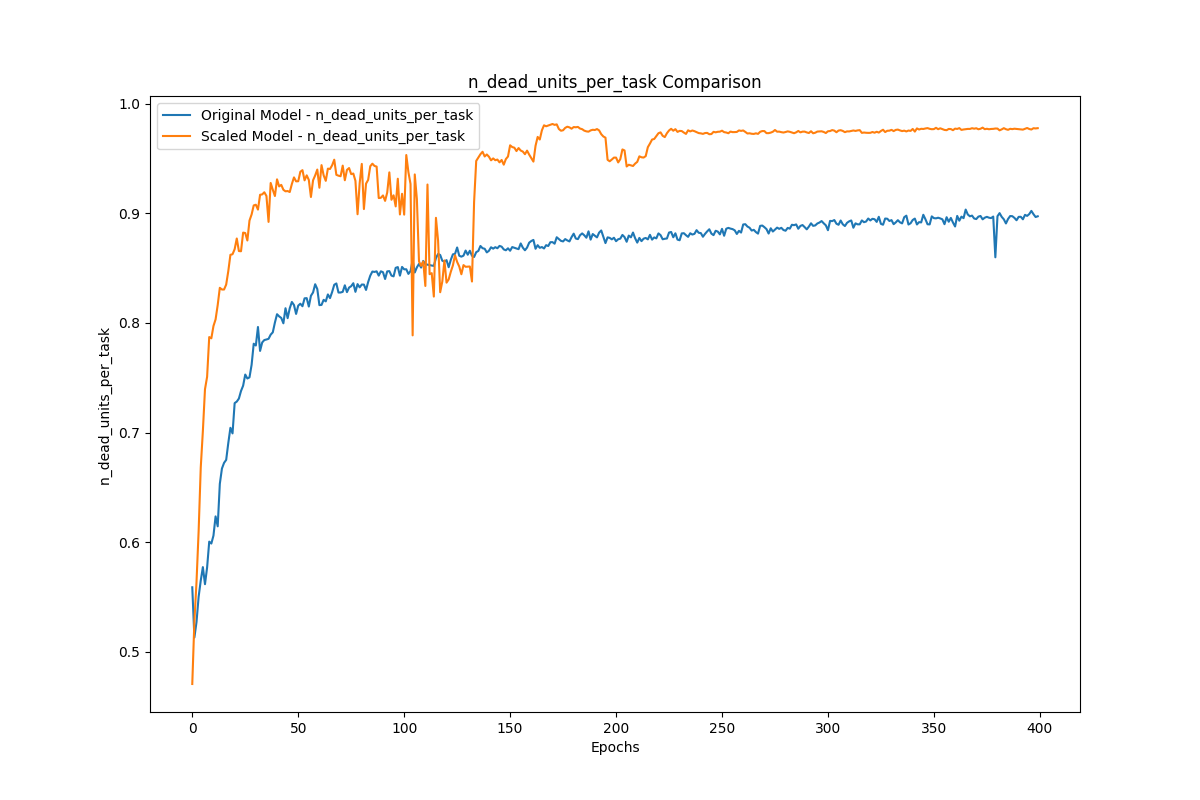 n_dead_units_per_task Comparison
Original Model - n_dead_units_per_task
Scaled Model - n_dead_units_per_task
n_dead_units_per_task
1.0
0.9
0.8
0.7
0.6
0.5
0 50 100 150 200 250 300 350 400
Epochs